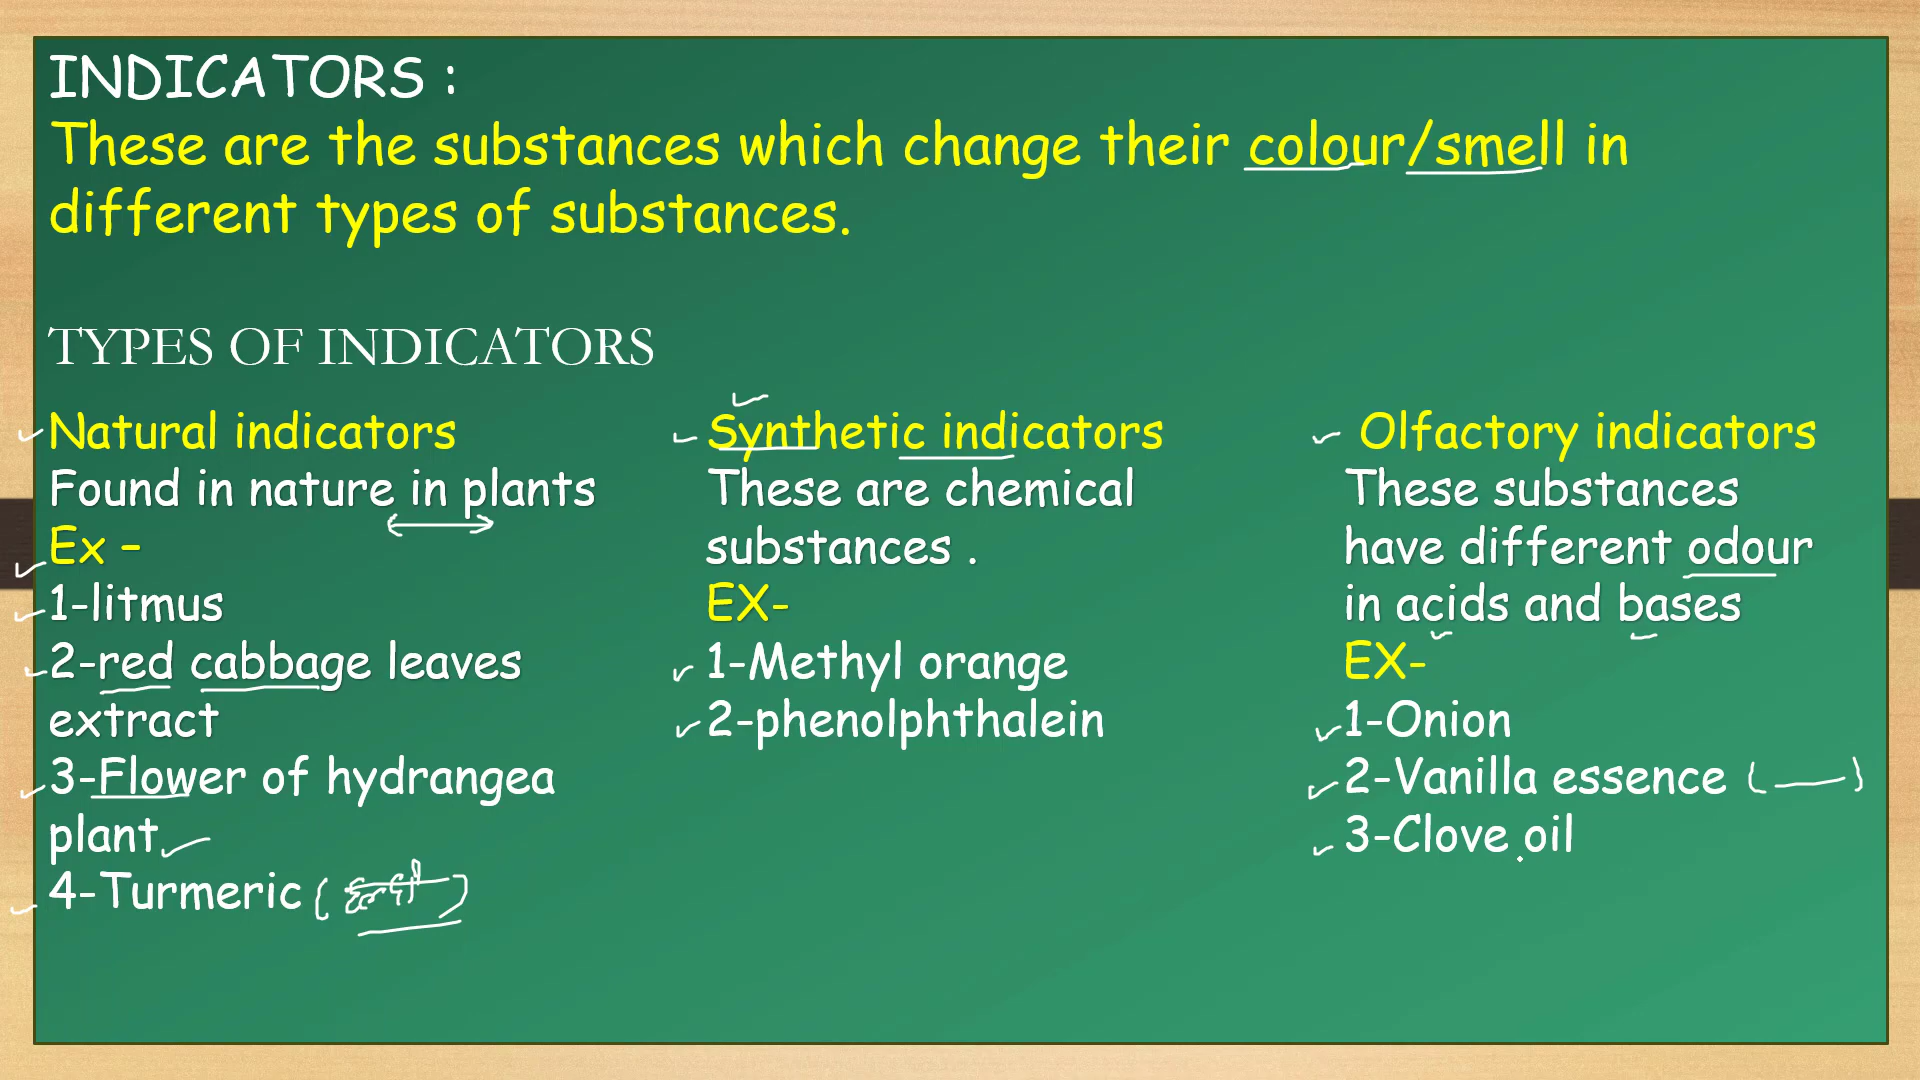 INDICATORS :
These are the substances which change their colour/smell in
different types of substances.
TYPES OF INDICATORS
Natural indicators
Found in nature in plants
Ex –
1-litmus
2-red cabbage leaves
extract
3-Flower of hydrangea
plant
4-Turmeric
Synthetic indicators
These are chemical
substances .
EX-
1-Methyl orange
2-phenolphthalein
Olfactory indicators
These substances
have different odour
in acids and bases
EX-
1-Onion
2-Vanilla essence
3-Clove oil